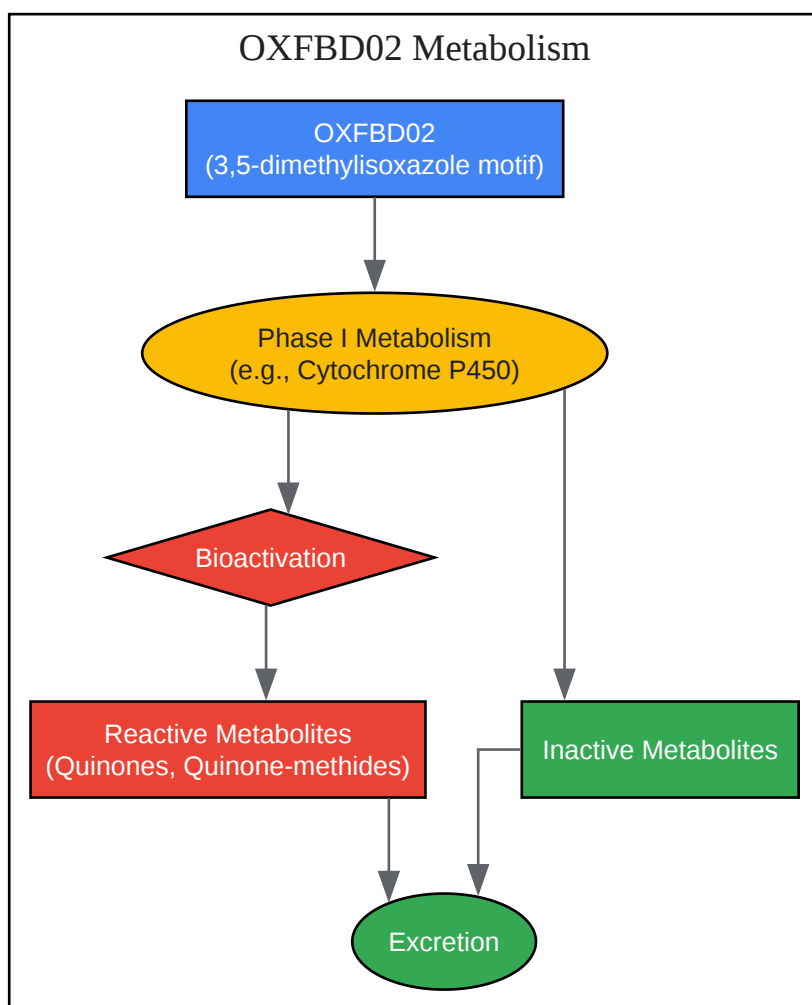 OXFBD02 Metabolism
OXFBD02
(3,5-dimethylisoxazole motif)
Phase I Metabolism
(e.g., Cytochrome P450)
Bioactivation
Reactive Metabolites
(Quinones, Quinone-methides)
Inactive Metabolites
Excretion